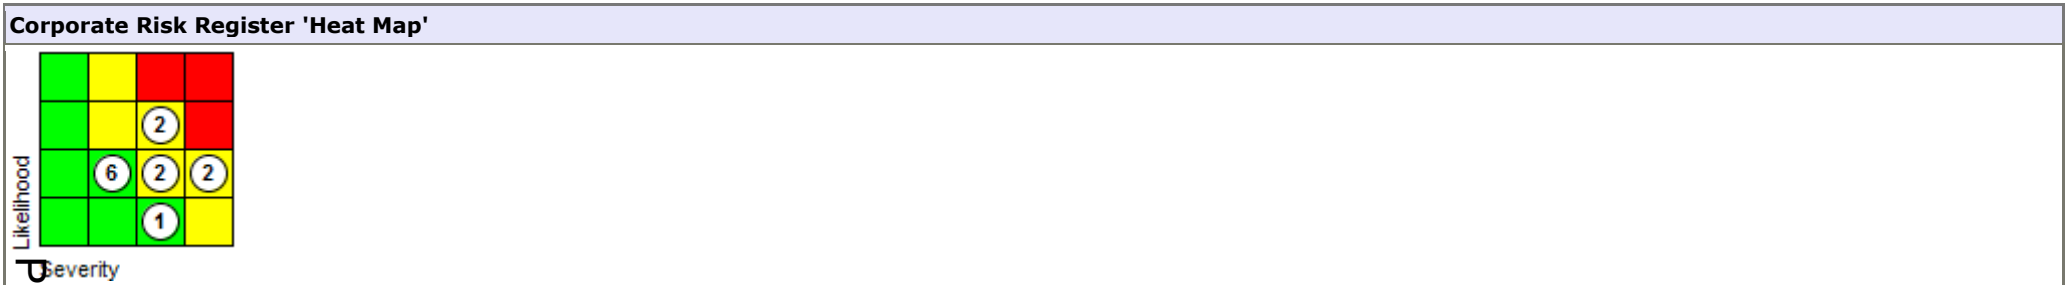 Corporate Risk Register 'Heat Map'
2
6 2 2
1
Likelihood
Severity
P